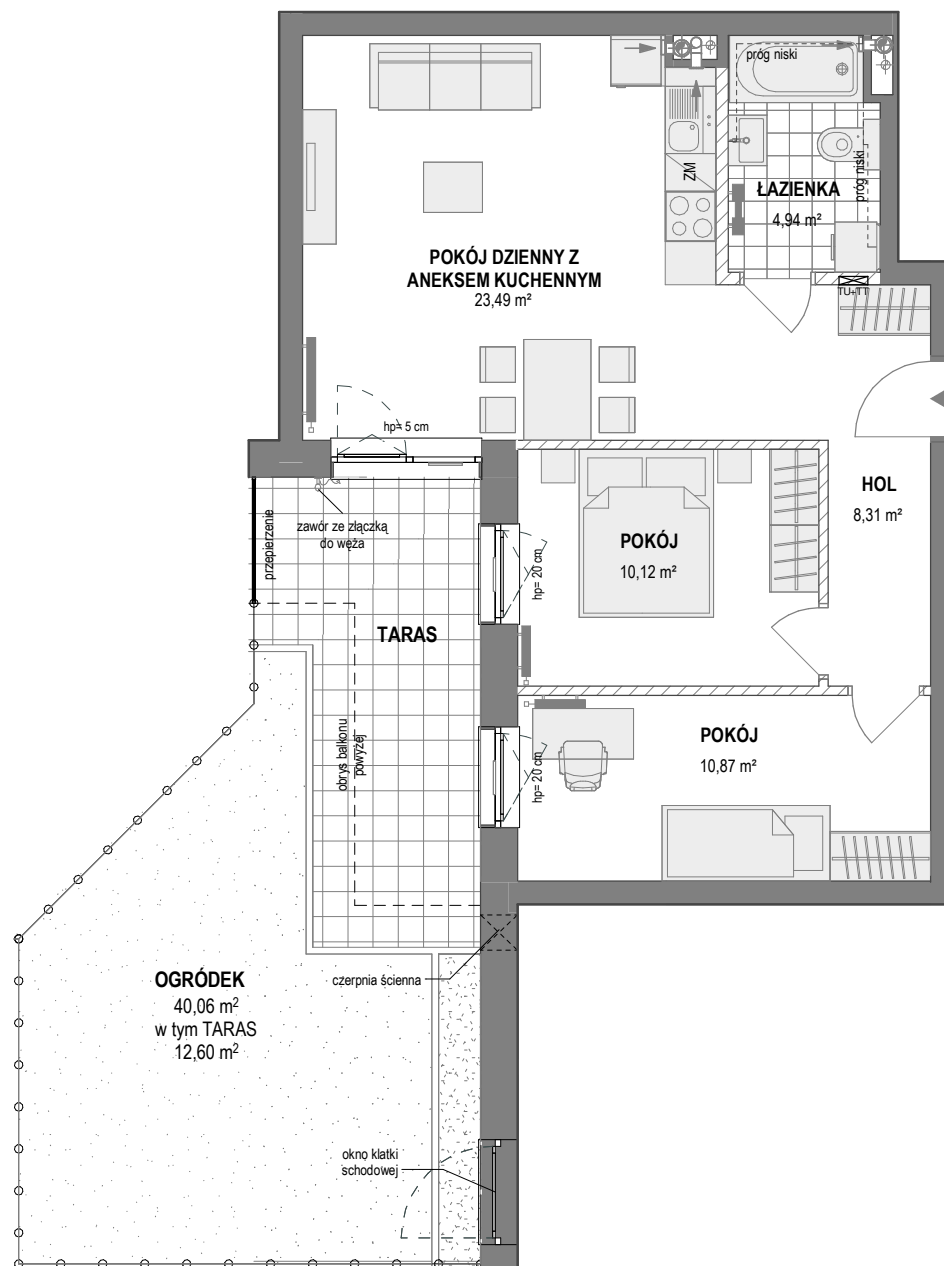 próg niski
ZM
ŁAZIENKA
4,94 m²
próg niski
POKÓJ DZIENNY Z
ANEKSEM KUCHENNYM
23,49 m²
TU+TT
hp= 5 cm
HOL
8,31 m²
przepierzenie
zawór ze złączką
do węża
hp= 20 cm
POKÓJ
10,12 m²
TARAS
obrys balkonu
powyżej
hp= 20 cm
POKÓJ
10,87 m²
OGRÓDEK
40,06 m²
w tym TARAS
12,60 m²
czerpnia ścienna
okno klatki
schodowej